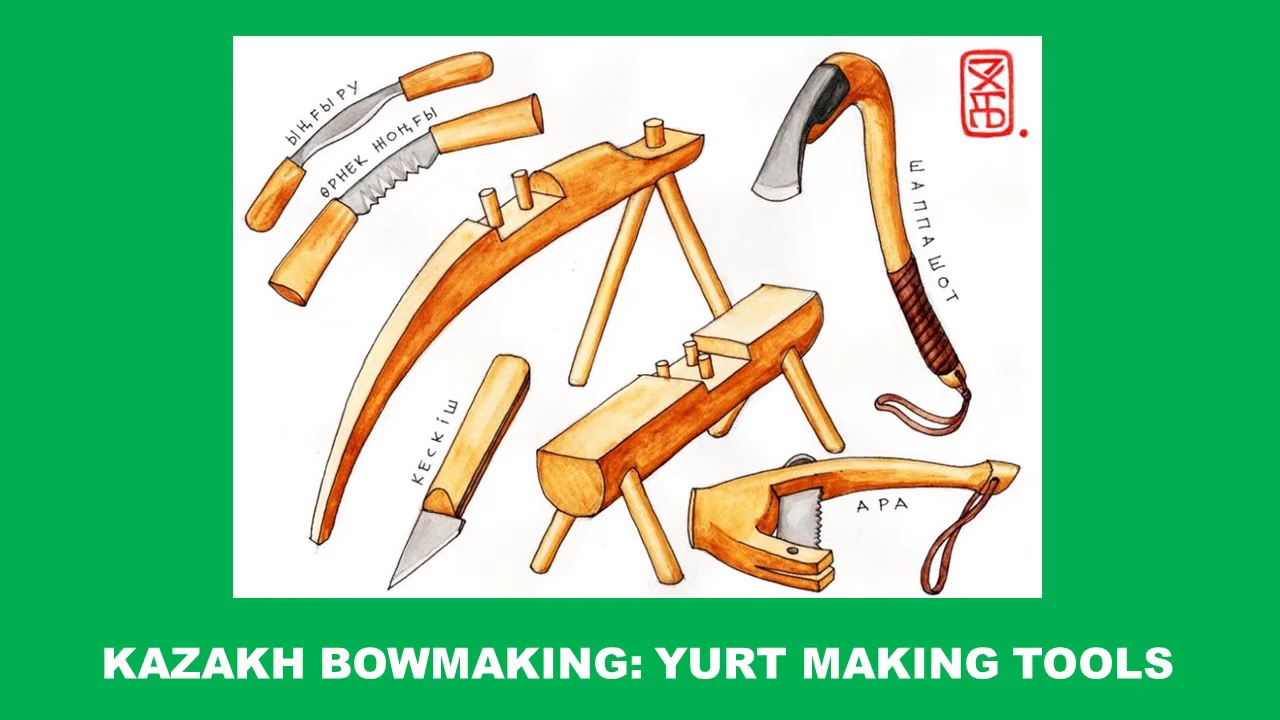 ЫҢҒЫРУ
ӨРНЕК ЖОҢҒЫ
ШАППАШОТ
КЕСКІШ
АРА
KAZAKH BOWMAKING: YURT MAKING TOOLS